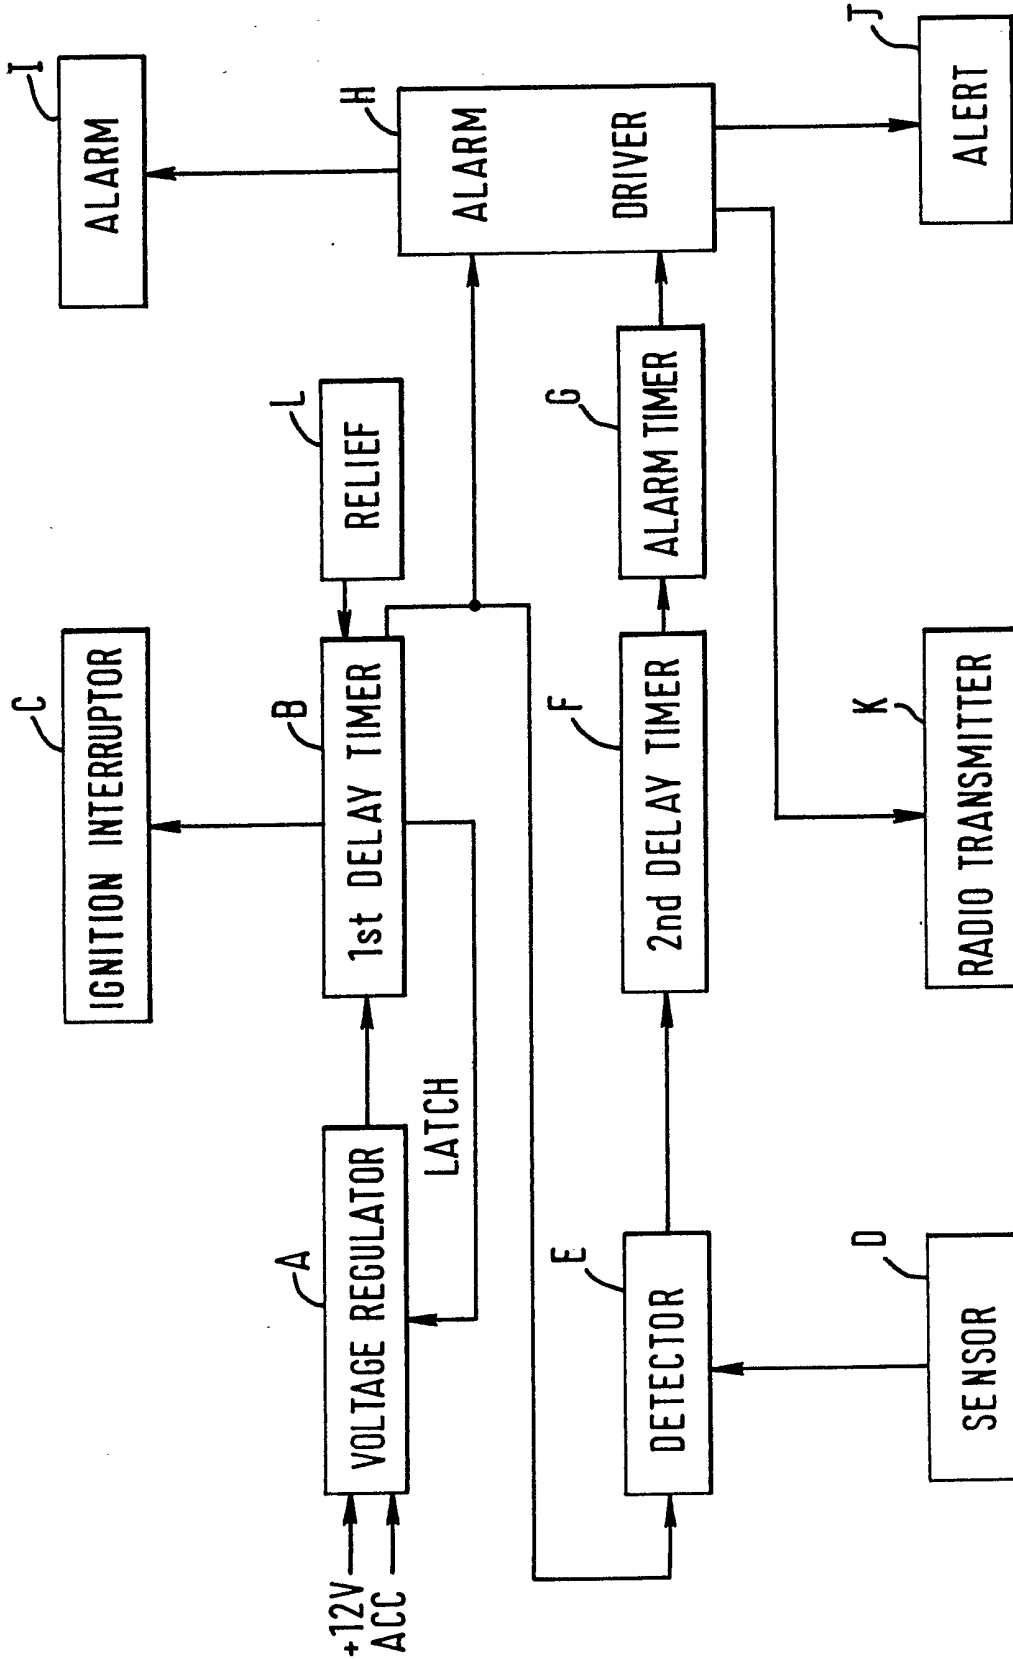 C
IGNITION INTERRUPTOR
I
ALARM
A
VOLTAGE REGULATOR
B
1st DELAY TIMER
L
RELIEF
+12V
ACC
LATCH
H
ALARM
DRIVER
E
DETECTOR
F
2nd DELAY TIMER
G
ALARM TIMER
D
SENSOR
K
RADIO TRANSMITTER
J
ALERT